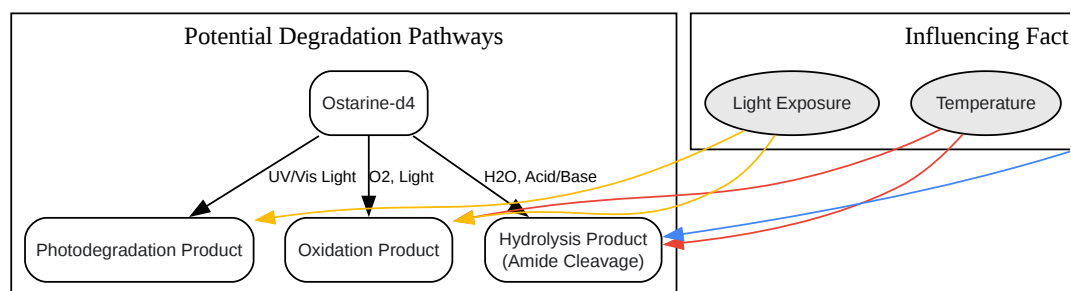 Potential Degradation Pathways
Influencing Fact
Ostarine-d4
Light Exposure
Temperature
UV/Vis Light
O2, Light
H2O, Acid/Base
Photodegradation Product
Oxidation Product
Hydrolysis Product
(Amide Cleavage)